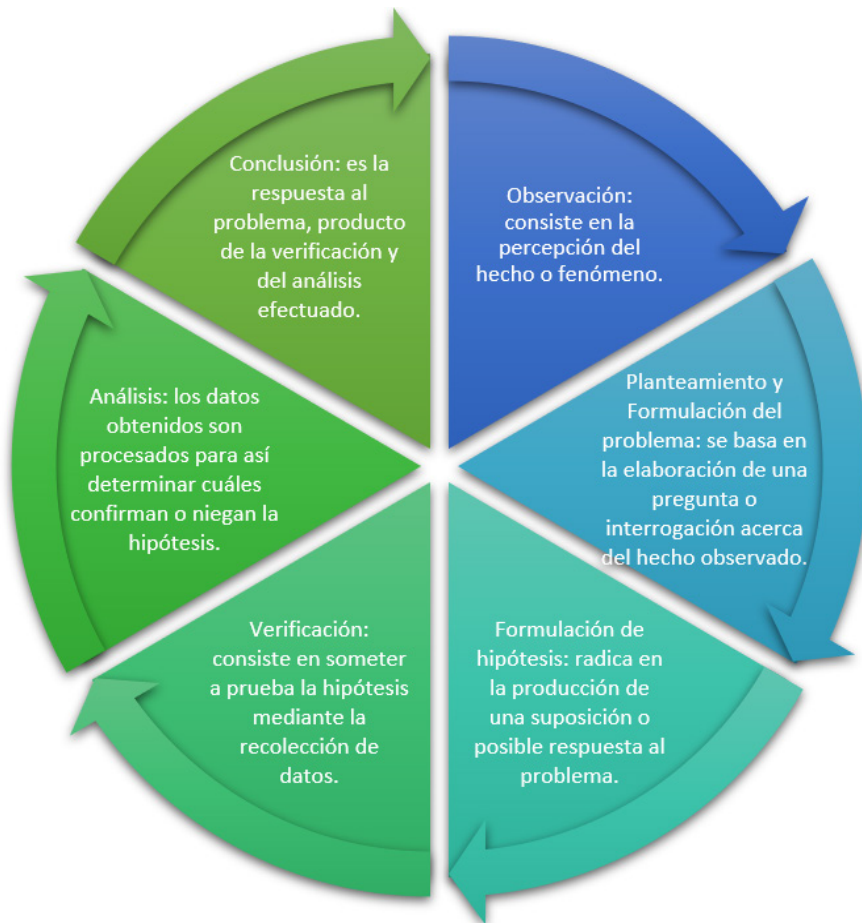 Observación:
consiste en la
percepción del
hecho o fenómeno.
Planteamiento y
Formulación del
problema: se basa en
la elaboración de una
pregunta o
interrogación acerca
del hecho observado.
Formulación de
hipótesis: radica en
la producción de
una suposición o
posible respuesta al
problema.
Verificación:
consiste en someter
a prueba la hipótesis
mediante la
recolección de
datos.
Análisis: los datos
obtenidos son
procesados para así
determinar cuáles
confirman o niegan la
hipótesis.
Conclusión: es la
respuesta al
problema, producto
de la verificación y
del análisis
efectuado.